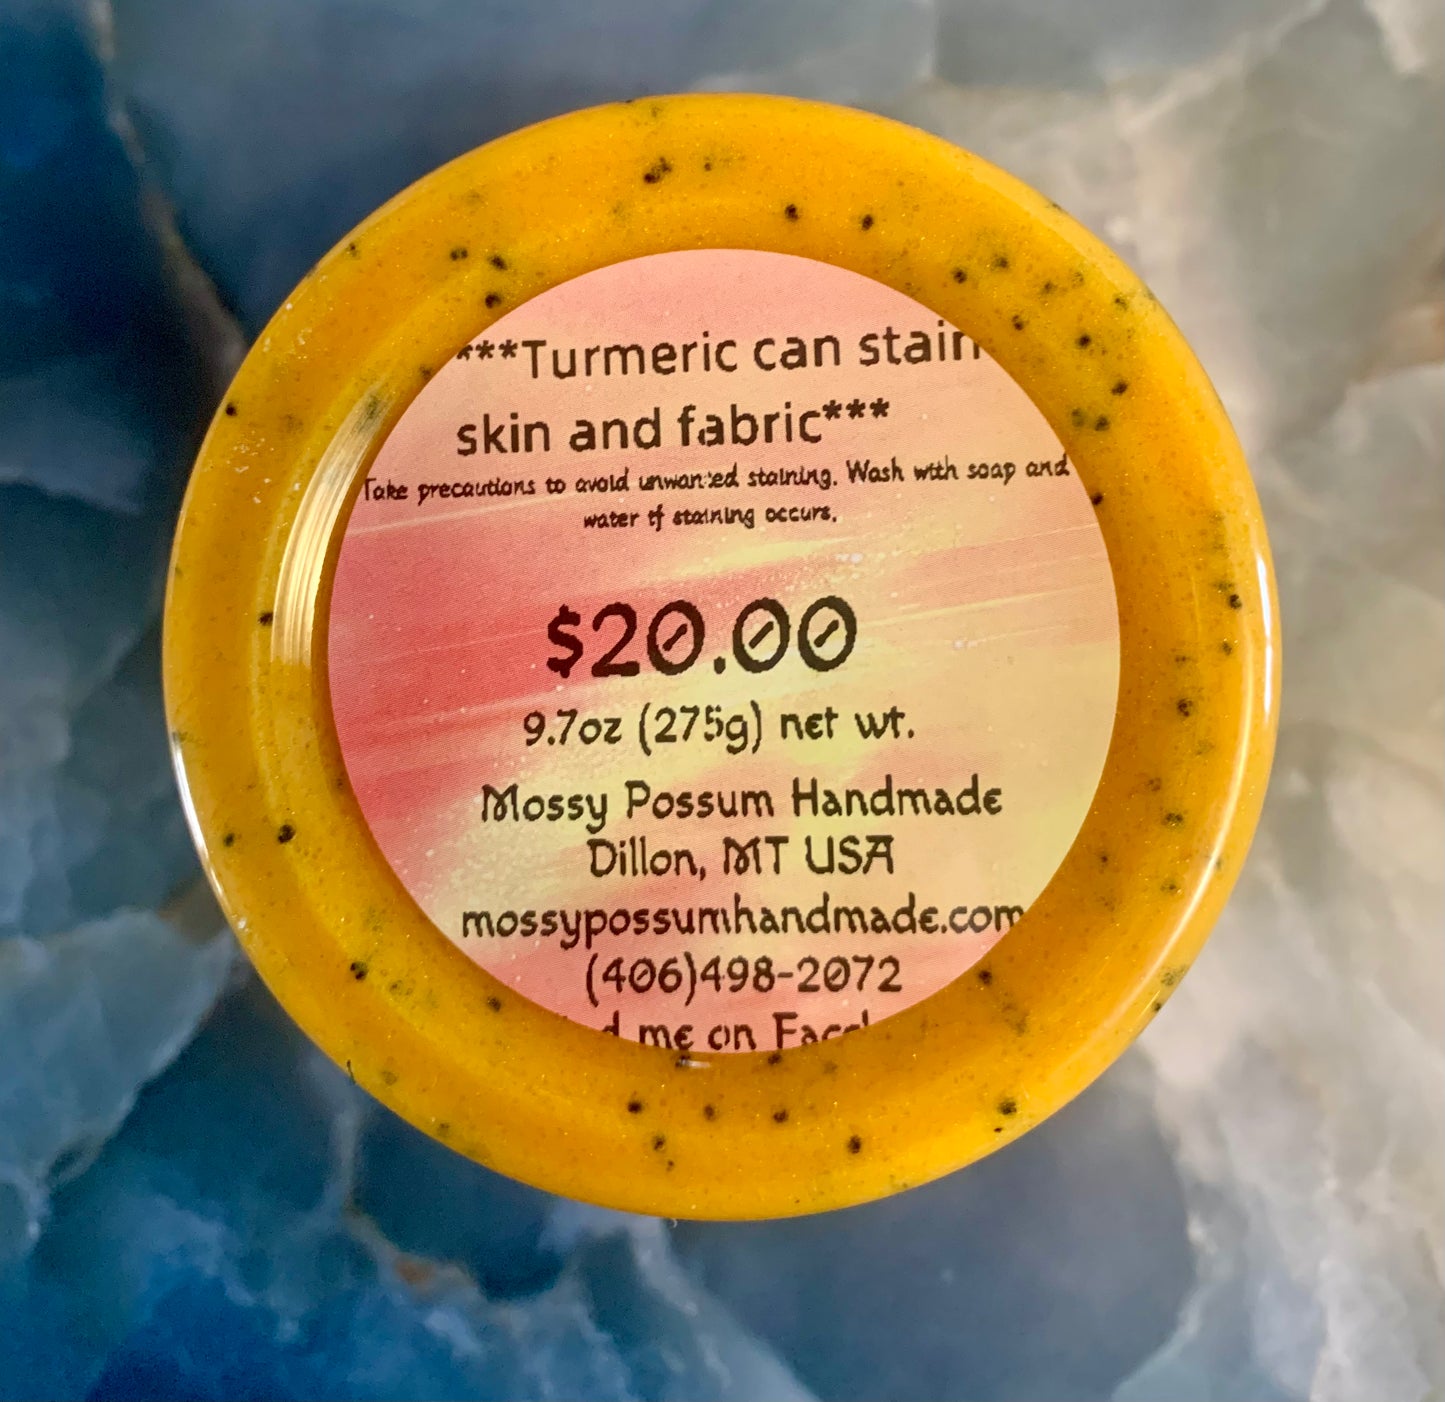 ***Turmeric can stain
skin and fabric***
Take precautions to avoid unwanted staining. Wash with soap and
water if staining occurs.
$20.00
9.7oz (275g) net wt.
Mossy Possum Handmade
Dillon, MT USA
mossypossumhandmade.com
(406)498-2072
me on